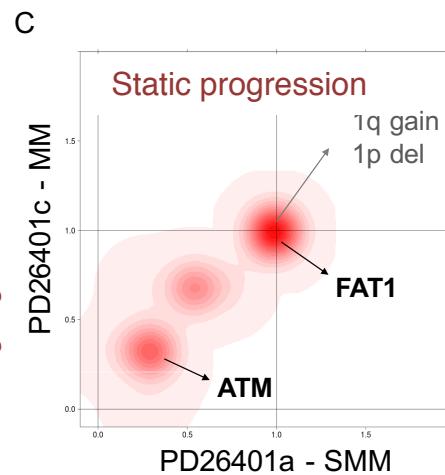 C
Static progression
1q gain
1p del
1.5
1.0
FAT1
0.5
ATM
0.0
0.0 0.5 1.0 1.5
PD26401c - MM
PD26401a - SMM